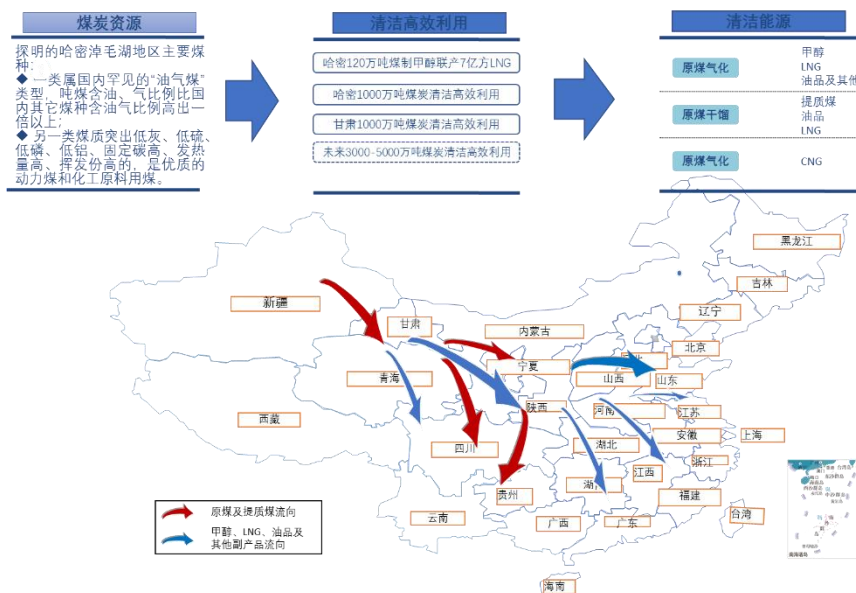 煤炭资源
探明的哈密淖毛湖地区主要煤
种:
◆ 一类属国内罕见的“油气煤”
类型，吨煤含油、气比例比国
内其它煤种含油气比例高出一
倍以上;
◆ 另一类煤质突出低灰、低硫、
低磷、低铝、固定碳高、发热
量高、挥发份高的，是优质的
动力煤和化工原料用煤。
清洁高效利用
哈密120万吨煤制甲醇联产7亿方LNG
哈密1000万吨煤炭清洁高效利用
甘肃1000万吨煤炭清洁高效利用
未来3000-5000万吨煤炭清洁高效利用
清洁能源
原煤气化
甲醇
LNG
油品及其他
原煤干馏
提质煤
油品
LNG
原煤气化
CNG
黑龙江
吉林
新疆
辽宁
甘肃
内蒙古
北京
宁夏
青海
山西
山东
陕西
河南
江苏
西藏
安徽
上海
四川
湖北
浙江
江西
贵州
福建
云南
广西
广东
台湾
海南
原煤及提质煤流向
甲醇、LNG、油品及
其他副产品流向